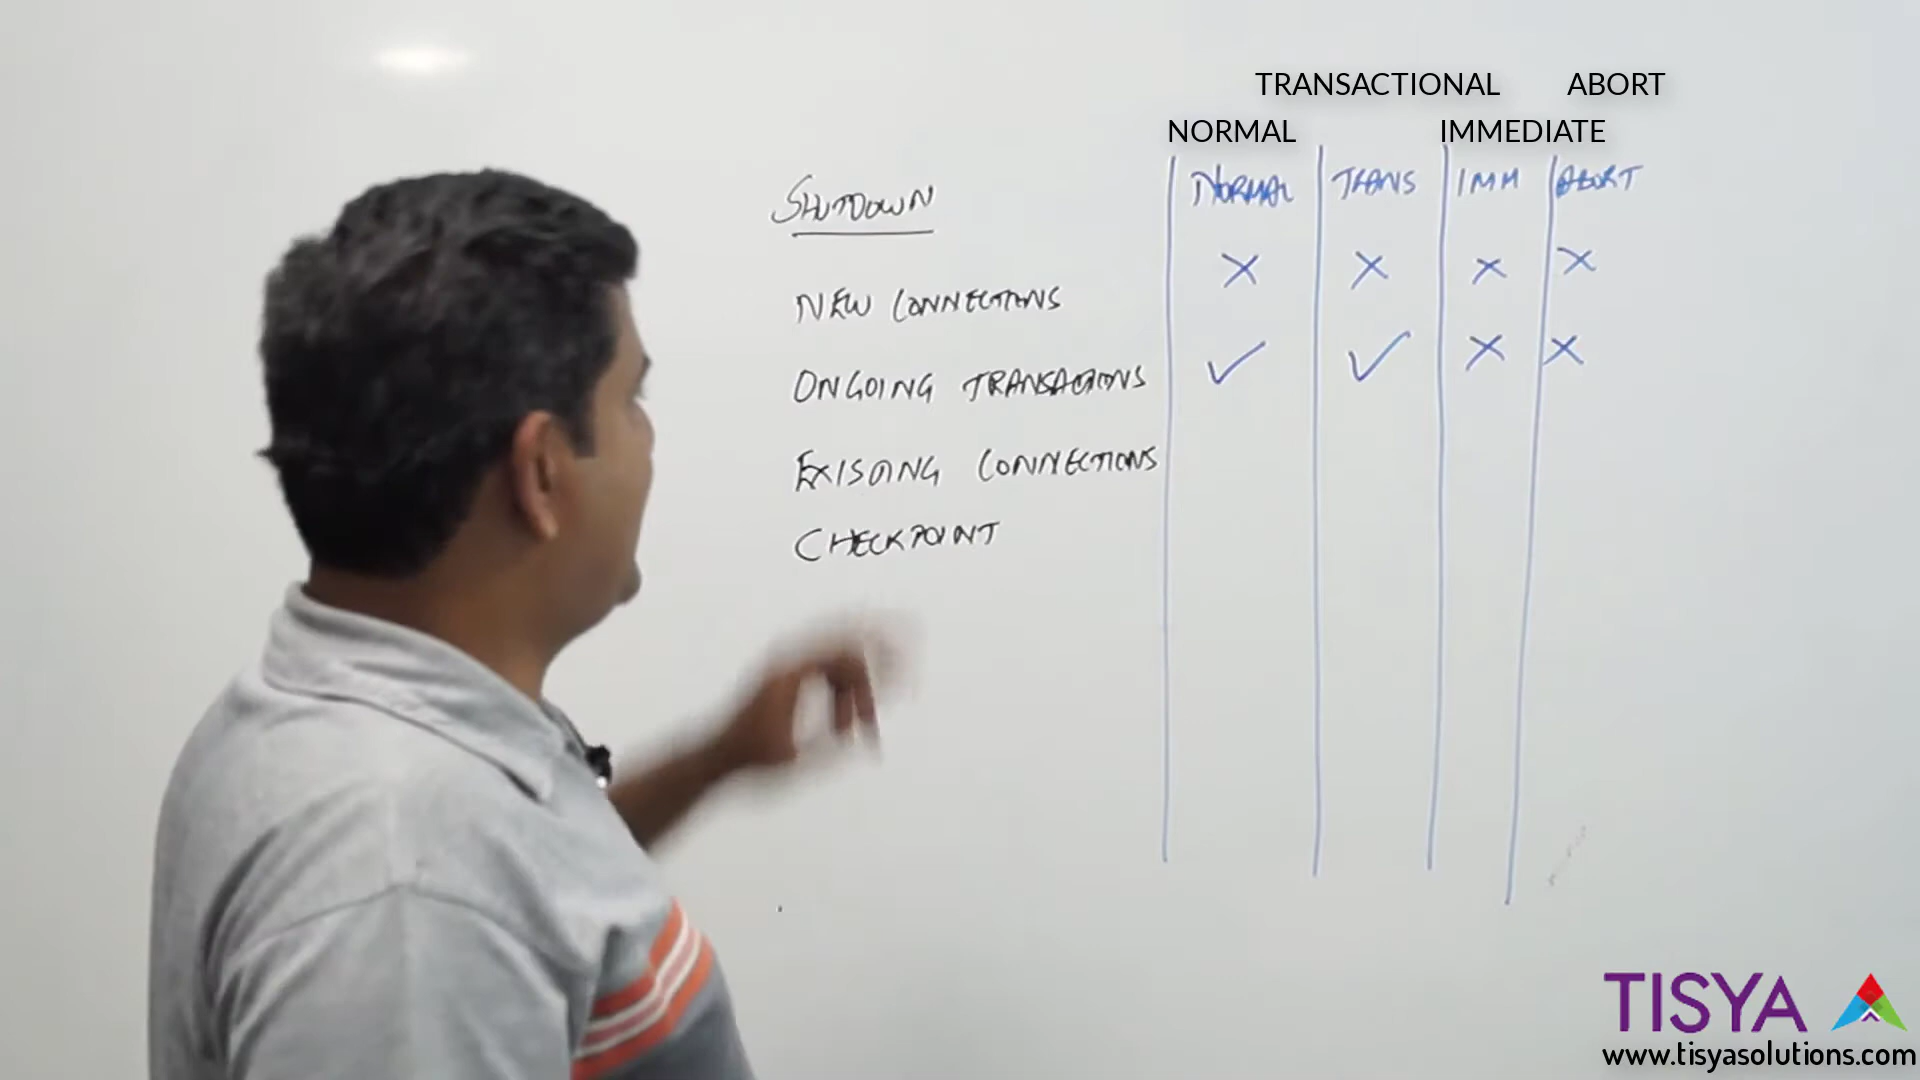 TRANSACTIONAL ABORT
NORMAL IMMEDIATE
SHUTDOWN NORMAL TRANS IMM ABORT
X X X X
NEW CONNECTIONS
✓ ✓ X X
ONGOING TRANSACTIONS
EXISTING CONNECTIONS
CHECKPOINT
TISYA
www.tisyasolutions.com